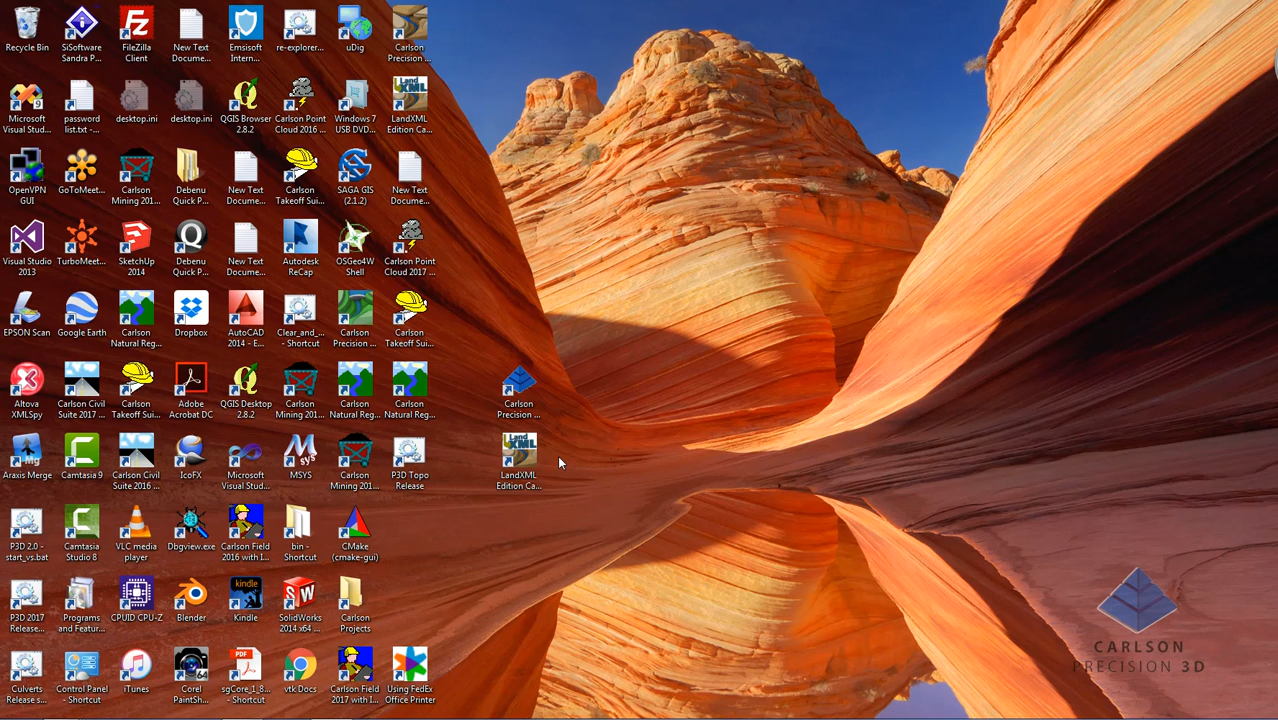 Recycle Bin
SiSoftware
Sandra P...
FileZilla
Client
New Text
Docume...
Emsisoft
Intern...
re-explorer...
uDig
Carlson
Precision ...
Microsoft
Visual Stud...
password
list.txt -...
desktop.ini
desktop.ini
QGIS Browser
2.8.2
Carlson Point
Cloud 2016 ...
Windows 7
USB DVD...
LandXML
Edition Ca...
OpenVPN
GUI
GoToMeet...
Carlson
Mining 201...
Debenu
Quick P...
New Text
Docume...
Carlson
Takeoff Sui...
SAGA GIS
(2.1.2)
New Text
Docume...
Visual Studio
2013
TurboMeet...
SketchUp
2014
Debenu
Quick P...
New Text
Docume...
Autodesk
ReCap
OSGeo4W
Shell
Carlson Point
Cloud 2017 ...
EPSON Scan
Google Earth
Carlson
Natural Reg...
Dropbox
AutoCAD
2014 - E...
Clear_and_...
- Shortcut
Carlson
Precision ...
Carlson
Takeoff Sui...
Altova
XMLSpy
Carlson Civil
Suite 2017 ...
Carlson
Takeoff Sui...
Adobe
Acrobat DC
QGIS Desktop
2.8.2
Carlson
Mining 201...
Carlson
Natural Reg...
Carlson
Natural Reg...
Carlson
Precision ...
Araxis Merge
Camtasia 9
Carlson Civil
Suite 2016 ...
IcoFX
Microsoft
Visual Stud...
MSYS
Carlson
Mining 201...
P3D Topo
Release
LandXML
Edition Ca...
P3D 2.0 -
start_vs.bat
Camtasia
Studio 8
VLC media
player
Dbgview.exe
Carlson Field
2016 with I...
bin -
Shortcut
CMake
(cmake-gui)
P3D 2017
Release...
Programs
and Featur...
CPUID CPU-Z
Blender
Kindle
SolidWorks
2014 x64 ...
Carlson
Projects
Culverts
Release s...
Control Panel
- Shortcut
iTunes
Corel
PaintSh...
sgCore_1_8...
- Shortcut
vtk Docs
Carlson Field
2017 with I...
Using FedEx
Office Printer
CARLSON
PRECISION 3D